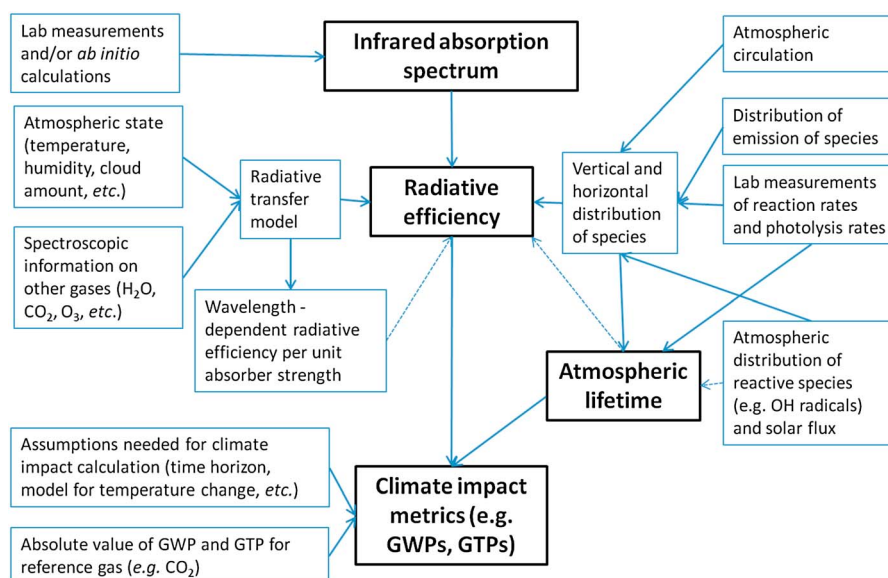 Lab measurements
and/or ab initio
calculations
Infrared absorption
spectrum
Atmospheric
circulation
Atmospheric state
(temperature,
humidity, cloud
amount, etc.)
Radiative
transfer
model
Radiative
efficiency
Vertical and
horizontal
distribution
of species
Distribution of
emission of species
Lab measurements
of reaction rates
and photolysis rates
Spectroscopic
information on
other gases (H₂O,
CO₂, O₃, etc.)
Wavelength -
dependent radiative
efficiency per unit
absorber strength
Atmospheric
lifetime
Atmospheric
distribution of
reactive species
(e.g. OH radicals)
and solar flux
Assumptions needed for climate
impact calculation (time horizon,
model for temperature change, etc.)
Climate impact
metrics (e.g.
GWPs, GTPs)
Absolute value of GWP and GTP for
reference gas (e.g. CO₂)